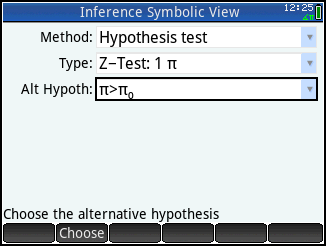 Inference Symbolic View 12:25
∠π
Method: Hypothesis test
Type: Z−Test: 1 π
Alt Hypoth: π>π₀
Choose the alternative hypothesis
Choose